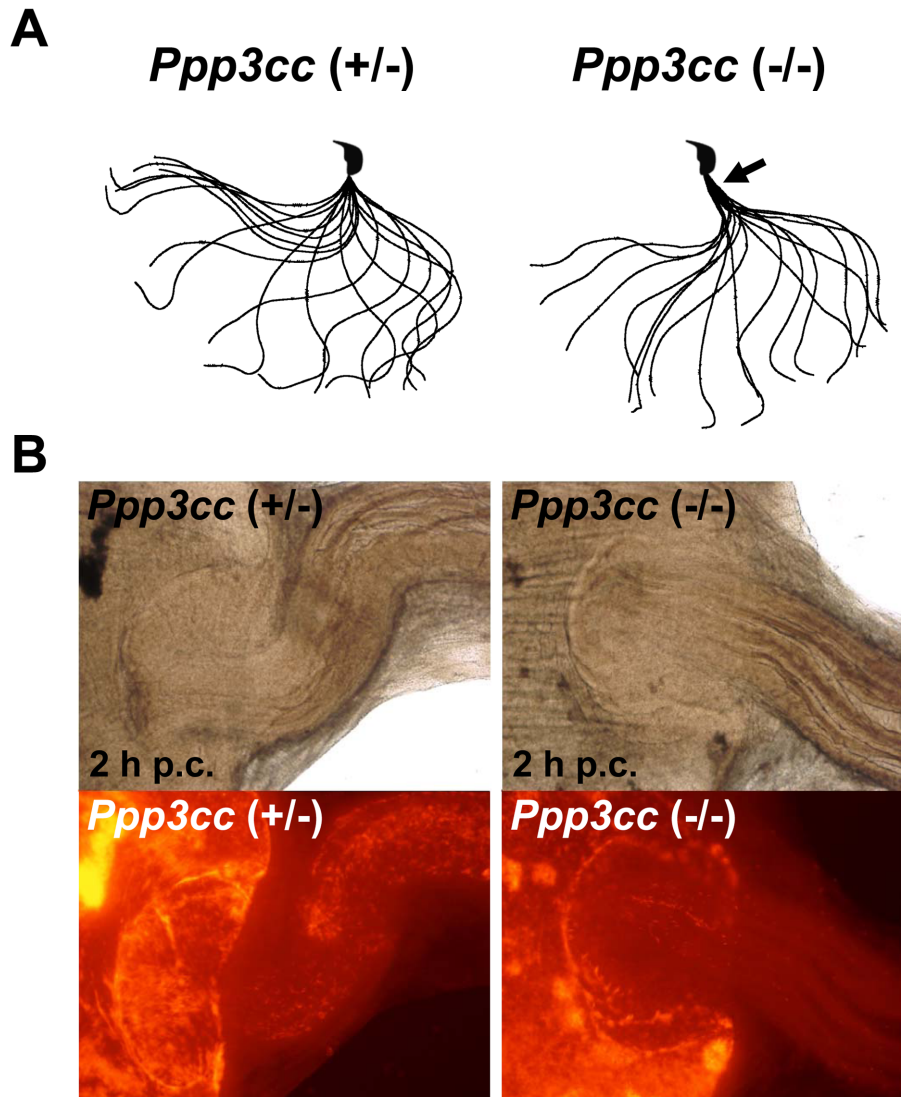 A
Ppp3cc (+/-)
Ppp3cc (-/-)
B
Ppp3cc (+/-)
Ppp3cc (-/-)
2 h p.c.
2 h p.c.
Ppp3cc (+/-)
Ppp3cc (-/-)